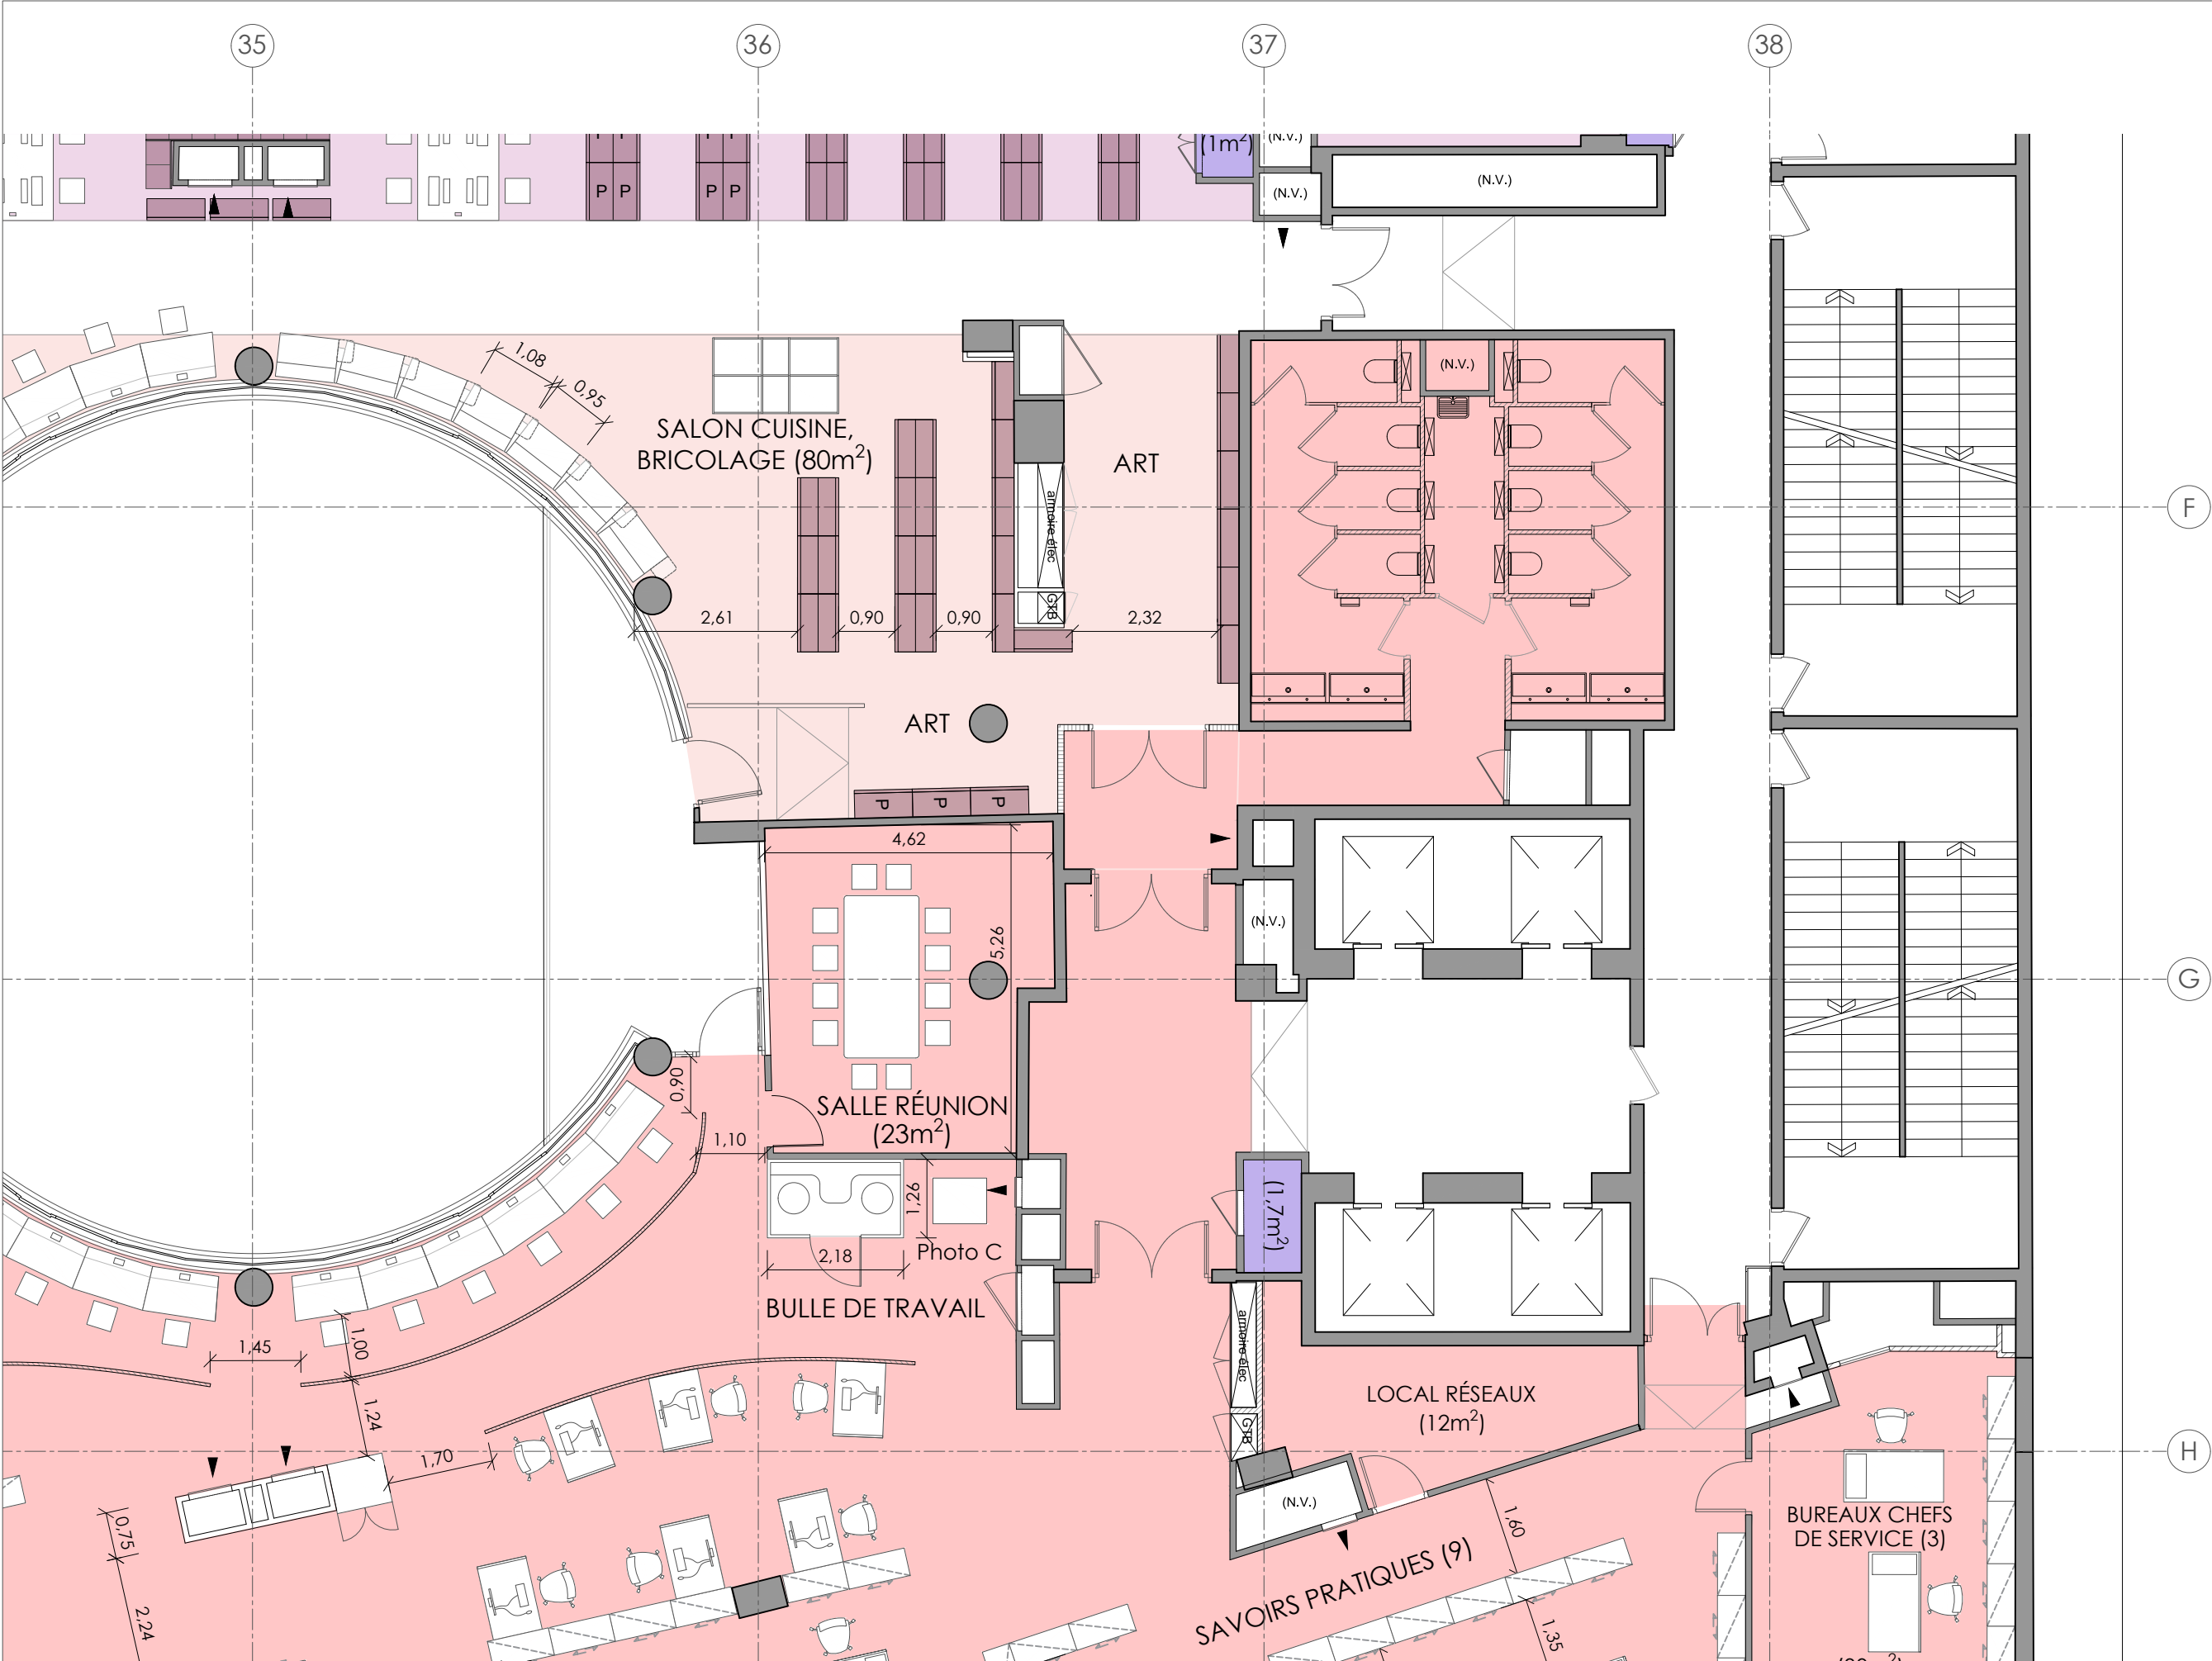 35
36
37
38
(1m²)
(N.V.)
(N.V.)
(N.V.)
P P
P P
1,08
0,95
SALON CUISINE,
BRICOLAGE (80m²)
ART
(N.V.)
armoire élec
GTB
F
2,61
0,90
0,90
2,32
ART
P
P
P
4,62
5,26
(N.V.)
G
0,90
1,10
SALLE RÉUNION
(23m²)
1,26
2,18
Photo C
(1,7m²)
BULLE DE TRAVAIL
1,45
1,00
1,24
1,70
armoire élec
GTB
LOCAL RÉSEAUX
(12m²)
H
(N.V.)
0,75
2,24
1,60
SAVOIRS PRATIQUES (9)
1,35
BUREAUX CHEFS
DE SERVICE (3)